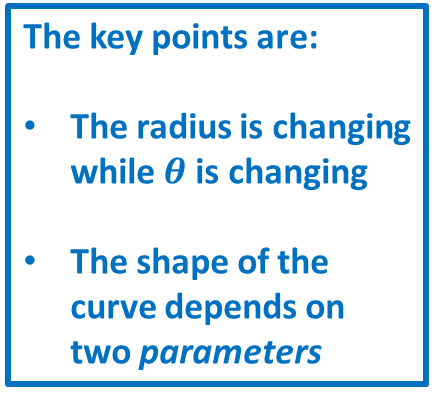 The key points are:
• The radius is changing
while θ is changing
• The shape of the
curve depends on
two parameters